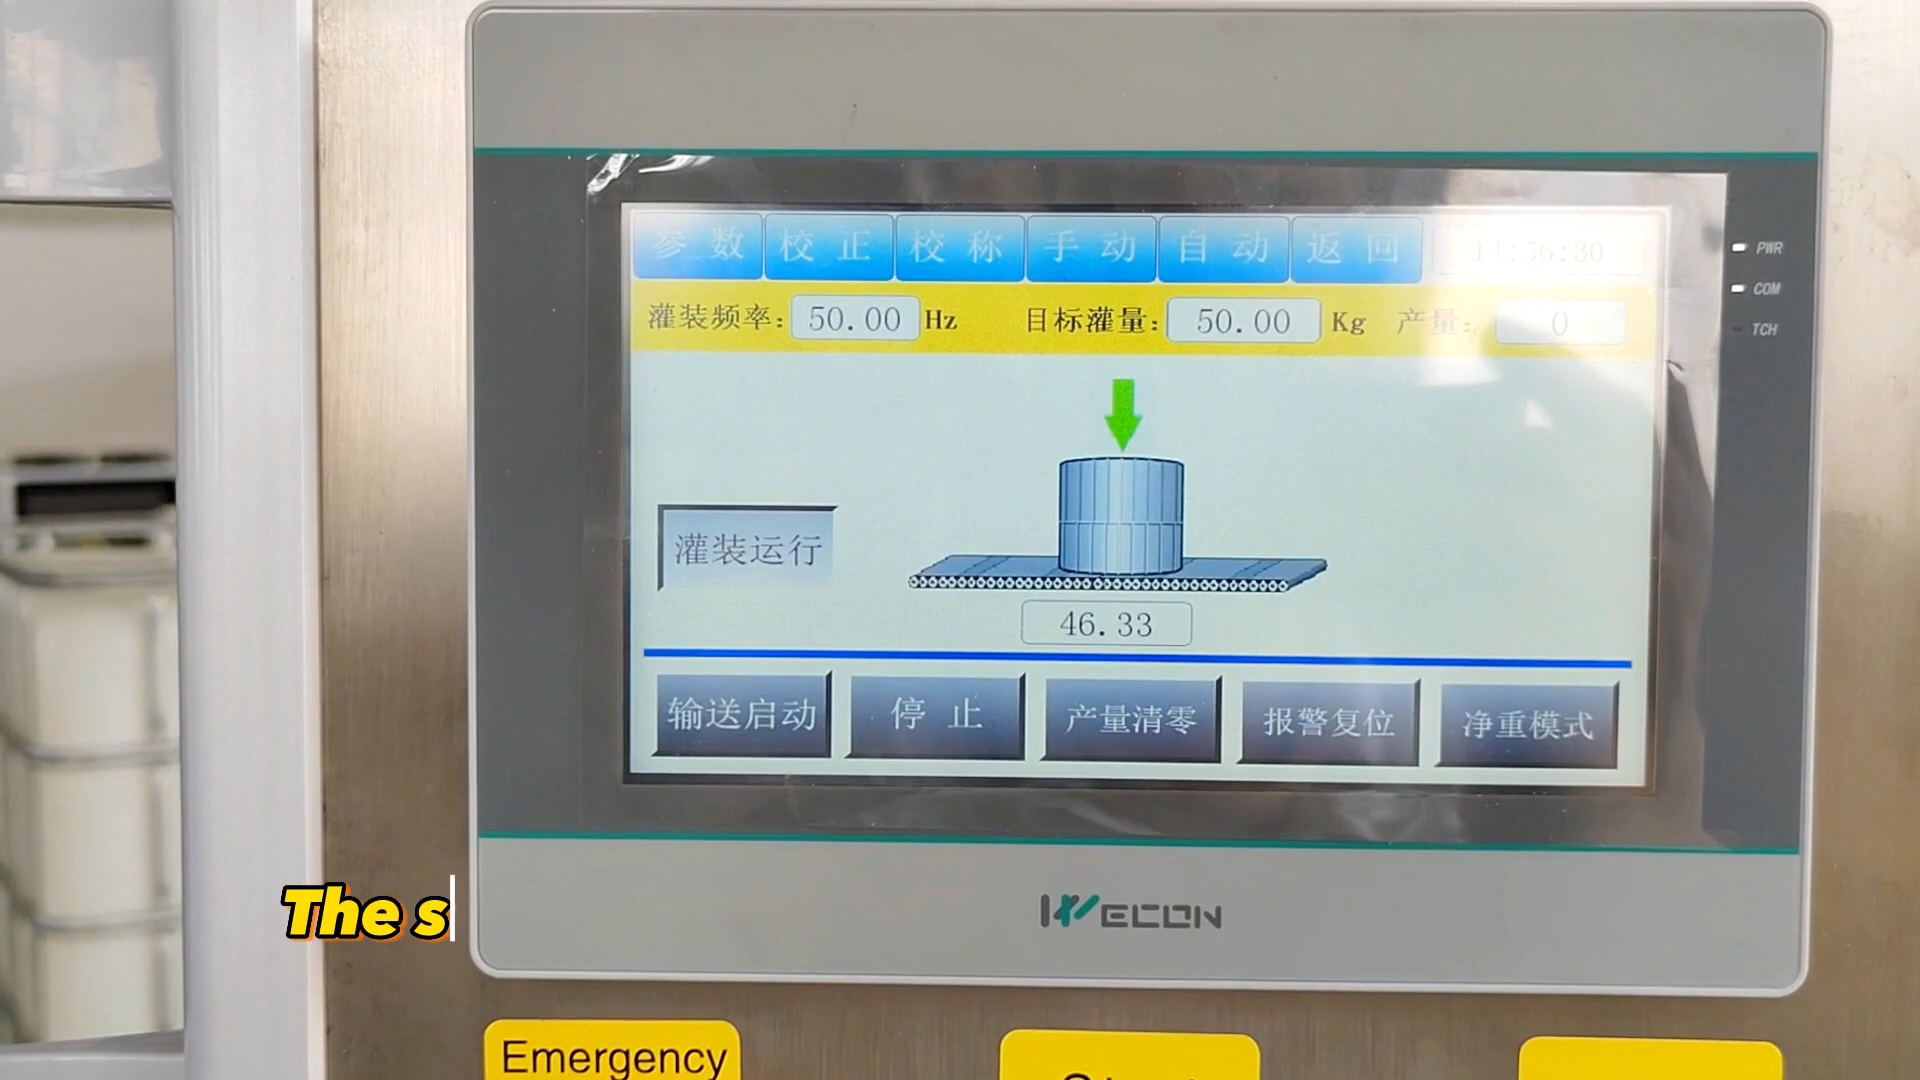 参数 校正 校称 手动 自动 返回 14:56:30
灌装频率: 50.00 Hz 目标灌量: 50.00 Kg 产量: 0
灌装运行
46.33
输送启动 停止 产量清零 报警复位 净重模式
PWR
COM
TCH
WECON
The s
Emergency